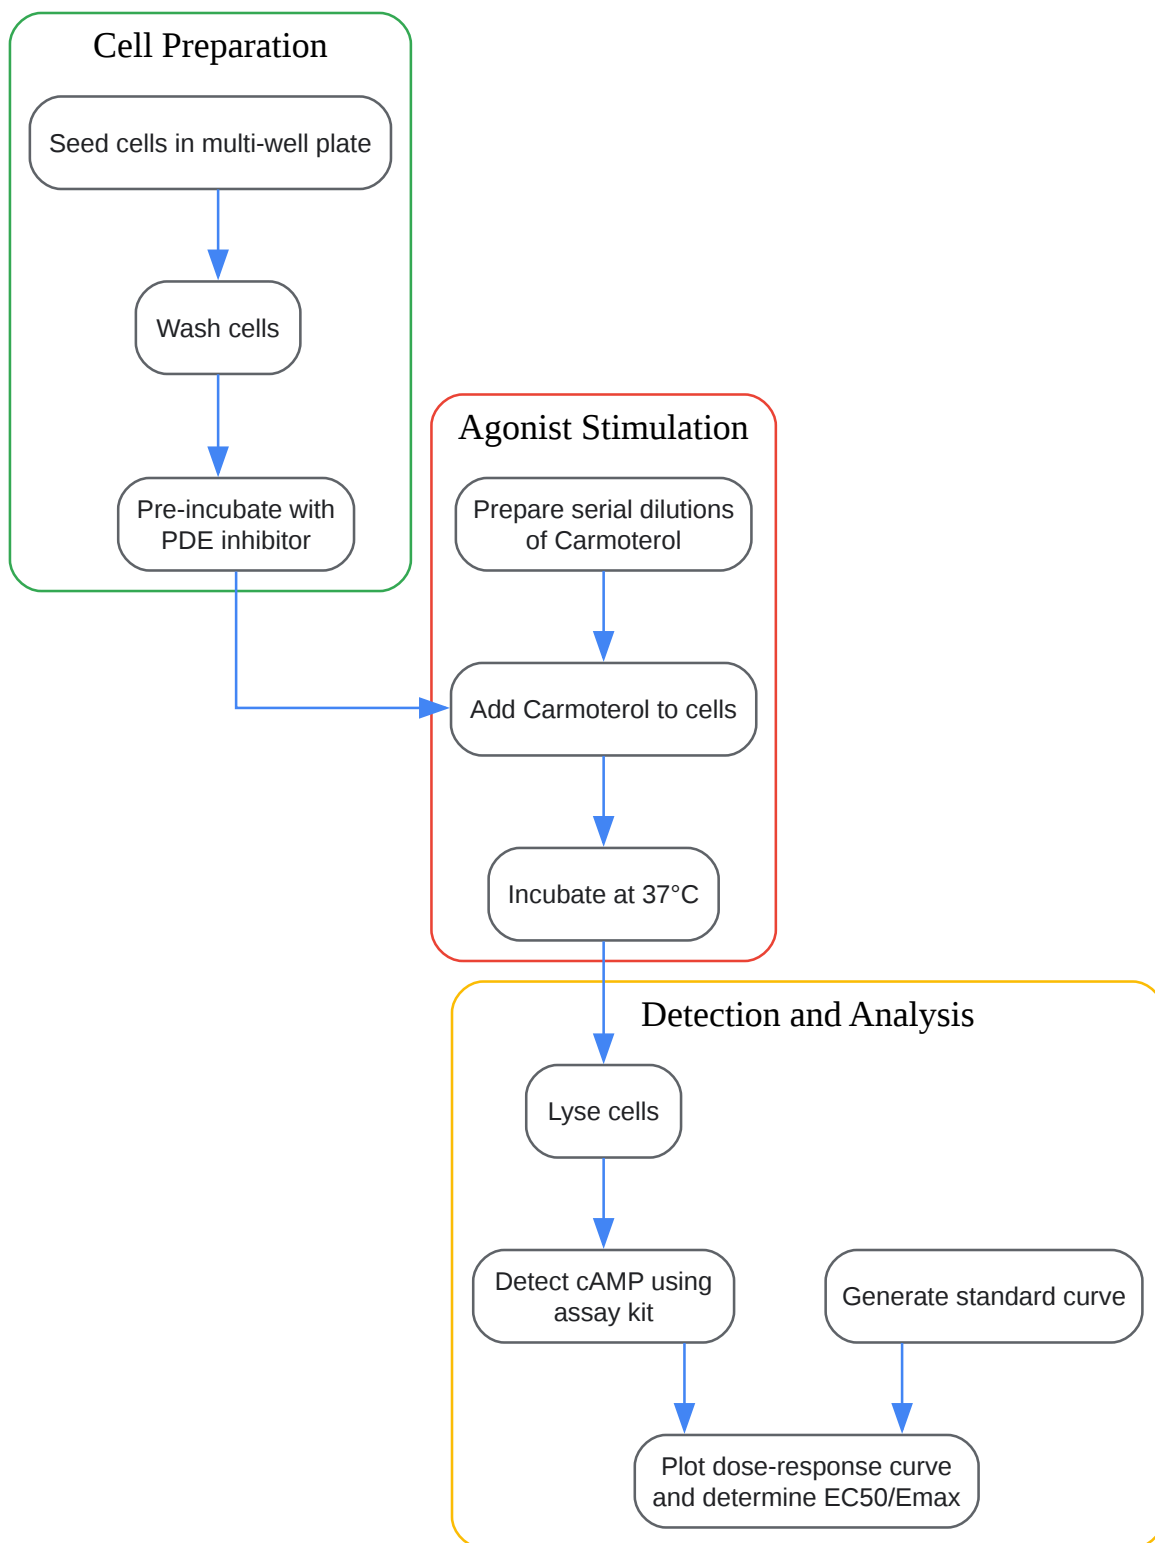 Cell Preparation
Seed cells in multi-well plate
Wash cells
Pre-incubate with
PDE inhibitor
Agonist Stimulation
Prepare serial dilutions
of Carmoterol
Add Carmoterol to cells
Incubate at 37°C
Detection and Analysis
Lyse cells
Detect cAMP using
assay kit
Generate standard curve
Plot dose-response curve
and determine EC50/Emax